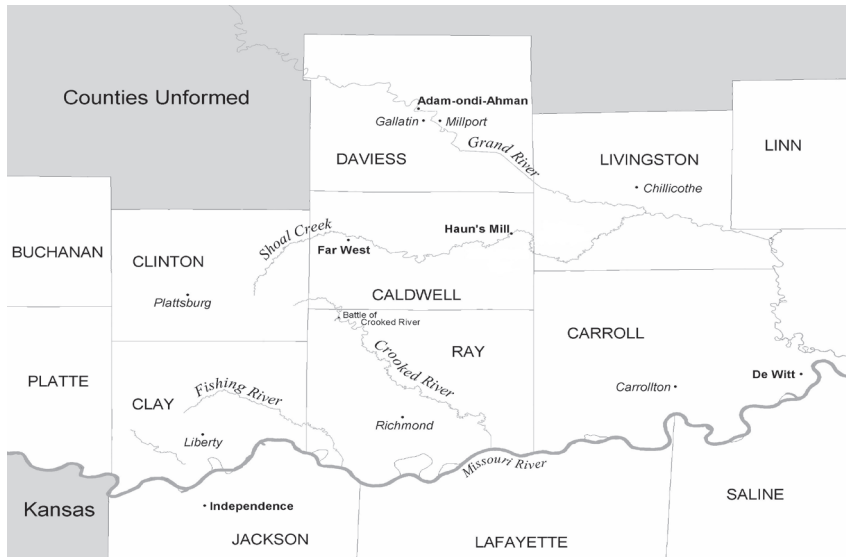 Counties Unformed
Adam-ondi-Ahman
Gallatin
Millport
Grand River
DAVIESS
LIVINGSTON
LINN
Chillicothe
BUCHANAN
CLINTON
Shoal Creek
Far West
Haun's Mill
Plattsburg
CALDWELL
Battle of
Crooked River
CARROLL
RAY
Crooked River
PLATTE
CLAY
Fishing River
Carrollton
De Witt
Liberty
Richmond
Missouri River
Kansas
Independence
JACKSON
LAFAYETTE
SALINE